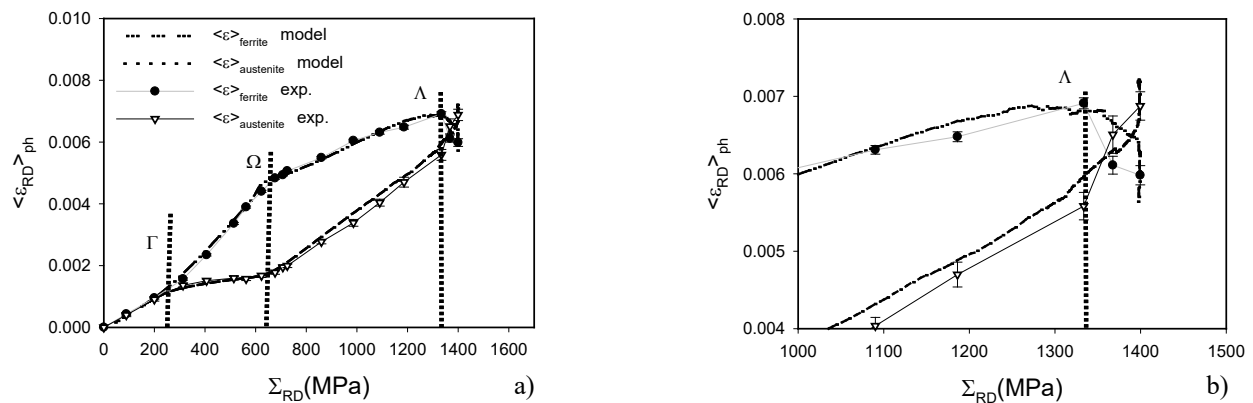 0.010
0.008
0.006
0.004
0.002
0.000
<ε>ferrite model
<ε>austenite model
<ε>ferrite exp.
<ε>austenite exp.
Γ
Ω
Λ
<εRD>ph
0 200 400 600 800 1000 1200 1400 1600
ΣRD(MPa)
a)
0.008
0.007
0.006
0.005
0.004
Λ
<εRD>ph
1000 1100 1200 1300 1400 1500
ΣRD(MPa)
b)